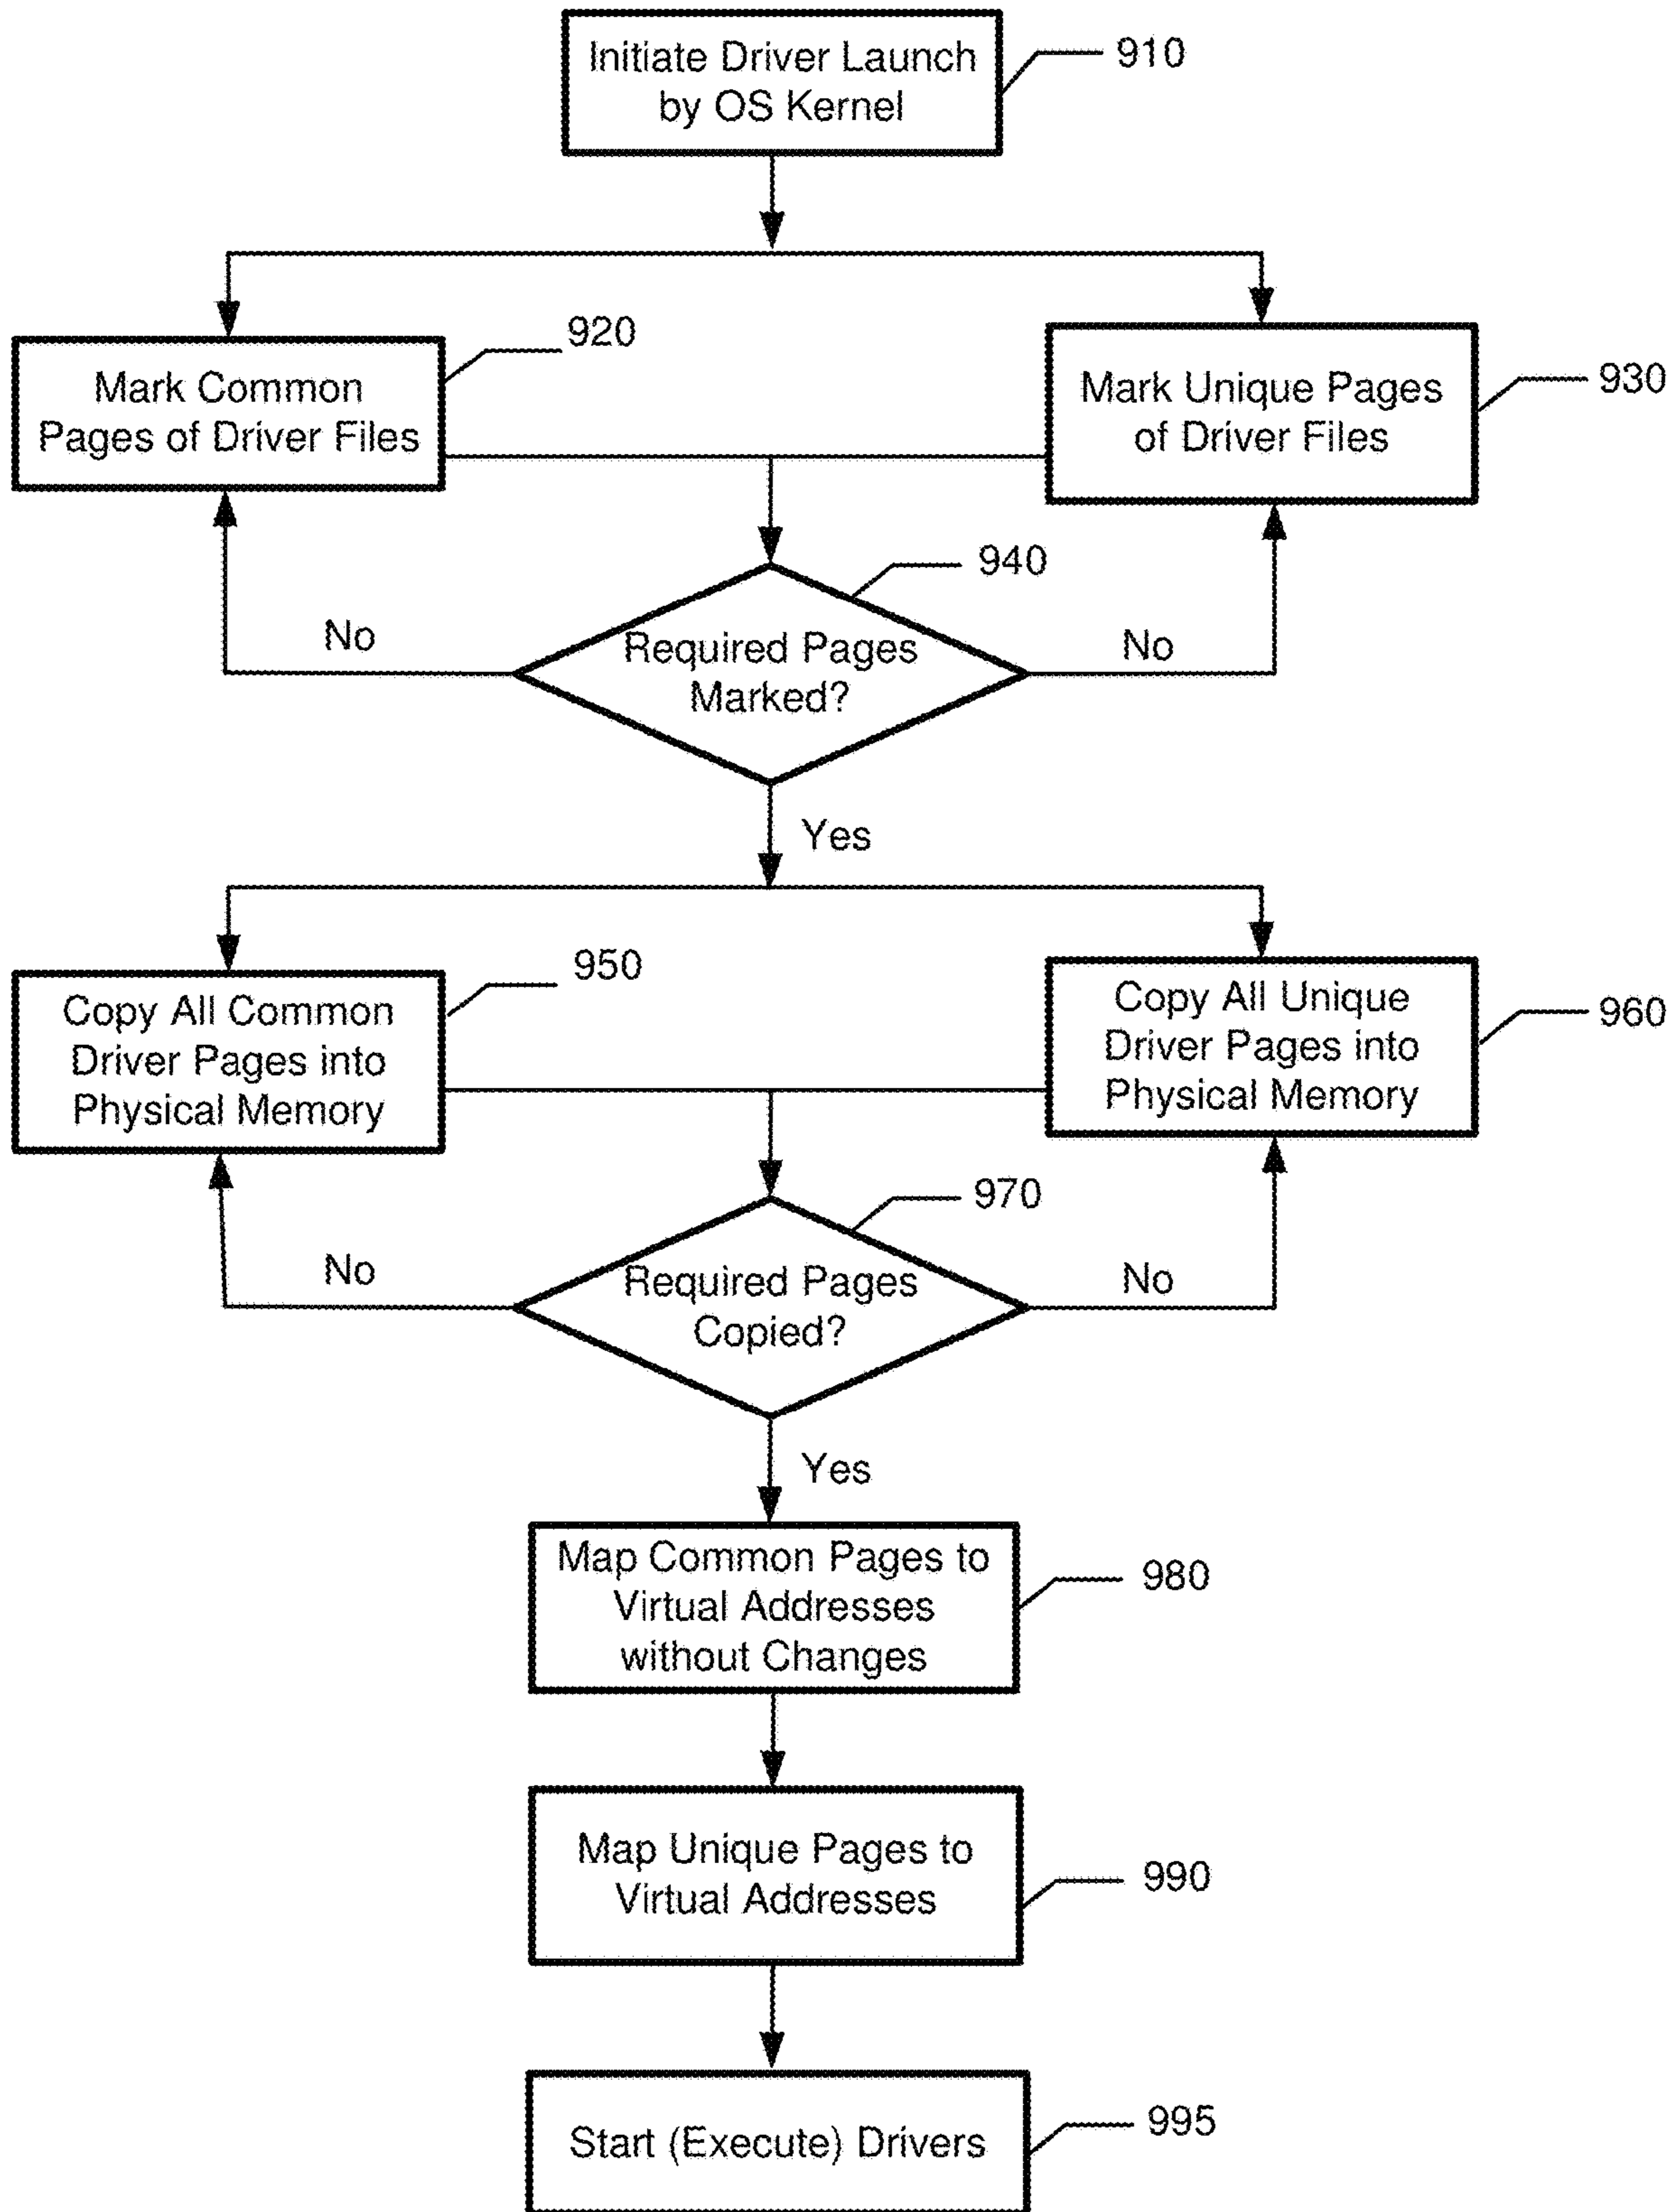 Initiate Driver Launch
by OS Kernel
910
920
Mark Common
Pages of Driver Files
Mark Unique Pages
of Driver Files
930
940
No
Required Pages
Marked?
No
Yes
950
Copy All Common
Driver Pages into
Physical Memory
Copy All Unique
Driver Pages into
Physical Memory
960
970
No
Required Pages
Copied?
No
Yes
Map Common Pages to
Virtual Addresses
without Changes
980
Map Unique Pages to
Virtual Addresses
990
Start (Execute) Drivers
995